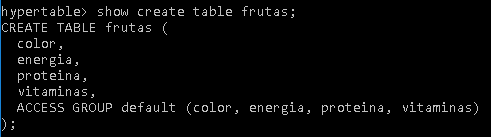 hypertable> show create table frutas;
CREATE TABLE frutas (
  color,
  energia,
  proteina,
  vitaminas,
  ACCESS GROUP default (color, energia, proteina, vitaminas)
);